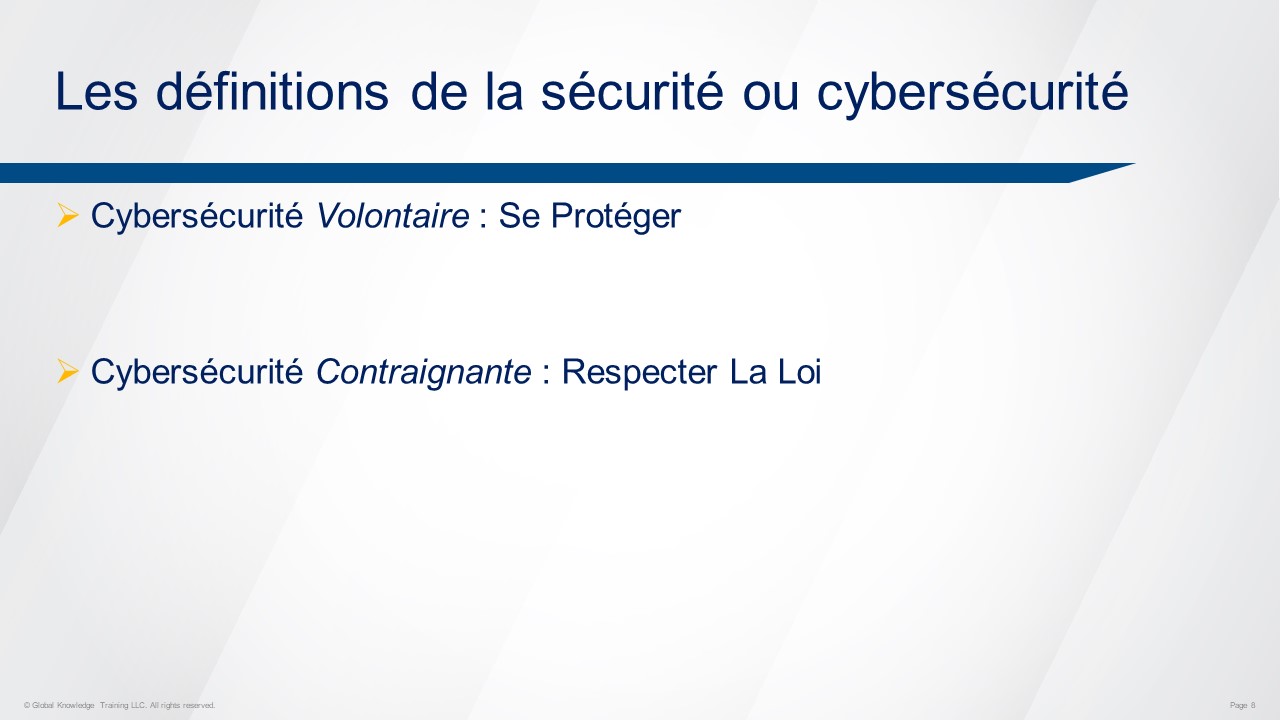 Les définitions de la sécurité ou cybersécurité
Cybersécurité Volontaire : Se Protéger
Cybersécurité Contraignante : Respecter La Loi
© Global Knowledge Training LLC. All rights reserved.
Page 6